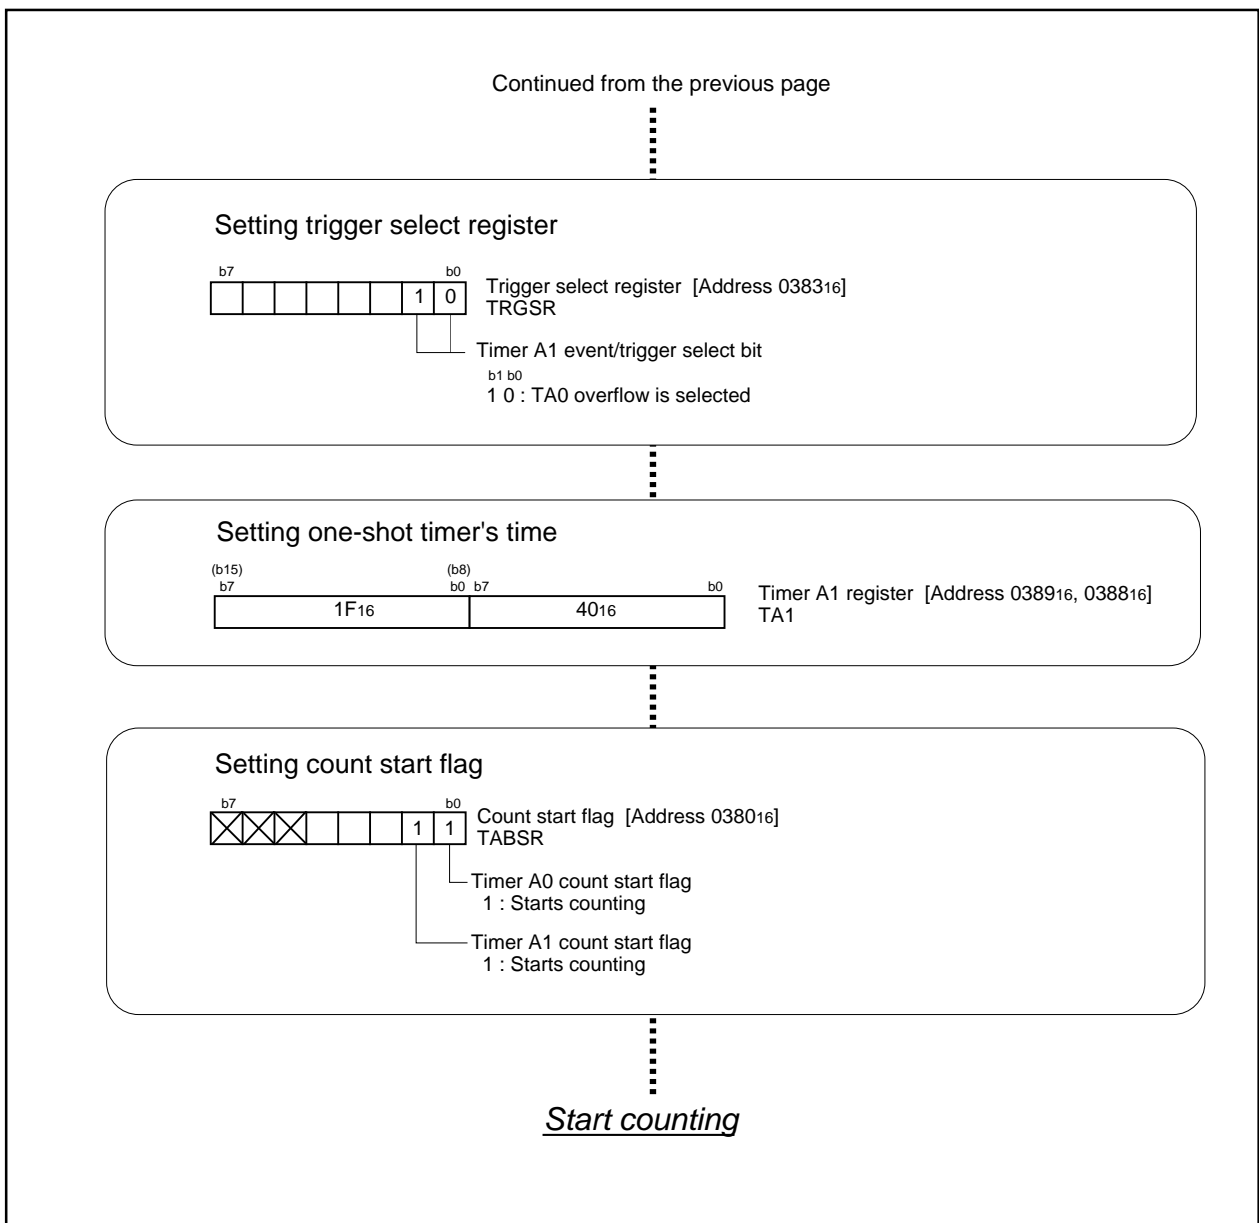 Continued from the previous page
Setting trigger select register
b7 b0
1 0
Trigger select register [Address 038316]
TRGSR
Timer A1 event/trigger select bit
b1 b0
1 0 : TA0 overflow is selected
Setting one-shot timer's time
(b15) (b8)
b7 b0 b7 b0
1F16 4016
Timer A1 register [Address 038916, 038816]
TA1
Setting count start flag
b7 b0
1 1
Count start flag [Address 038016]
TABSR
Timer A0 count start flag
1 : Starts counting
Timer A1 count start flag
1 : Starts counting
Start counting